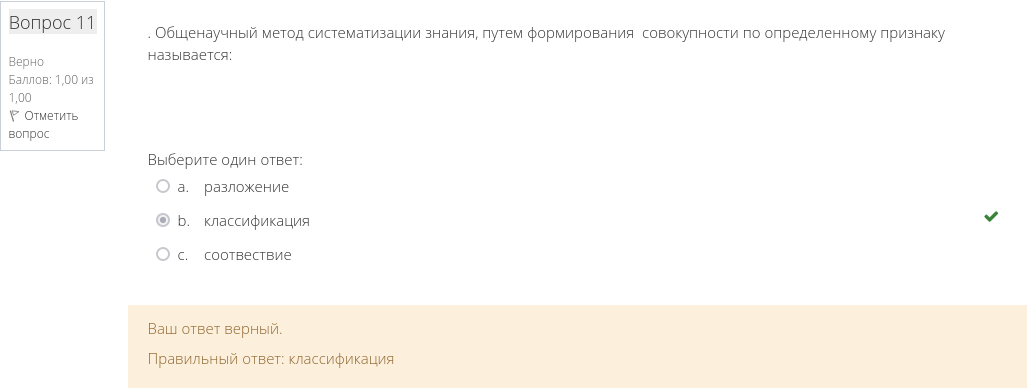 Вопрос 11
Верно
Баллов: 1,00 из
1,00
Отметить
вопрос
. Общенаучный метод систематизации знания, путем формирования совокупности по определенному признаку
называется:
Выберите один ответ:
a. разложение
b. классификация
c. соотвествие
Ваш ответ верный.
Правильный ответ: классификация